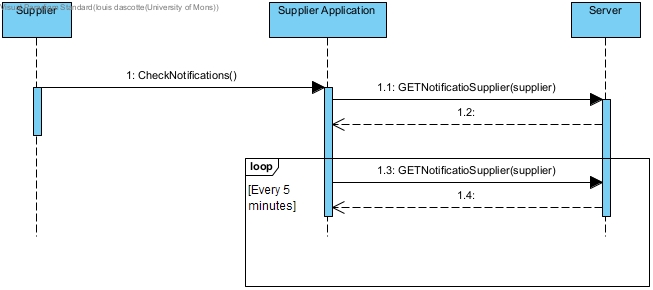 Visual Paradigm Standard(louis dascotte(University of Mons))
Supplier
Supplier Application
Server
1: CheckNotifications()
1.1: GETNotificatioSupplier(supplier)
1.2:
loop
1.3: GETNotificatioSupplier(supplier)
[Every 5
minutes]
1.4: